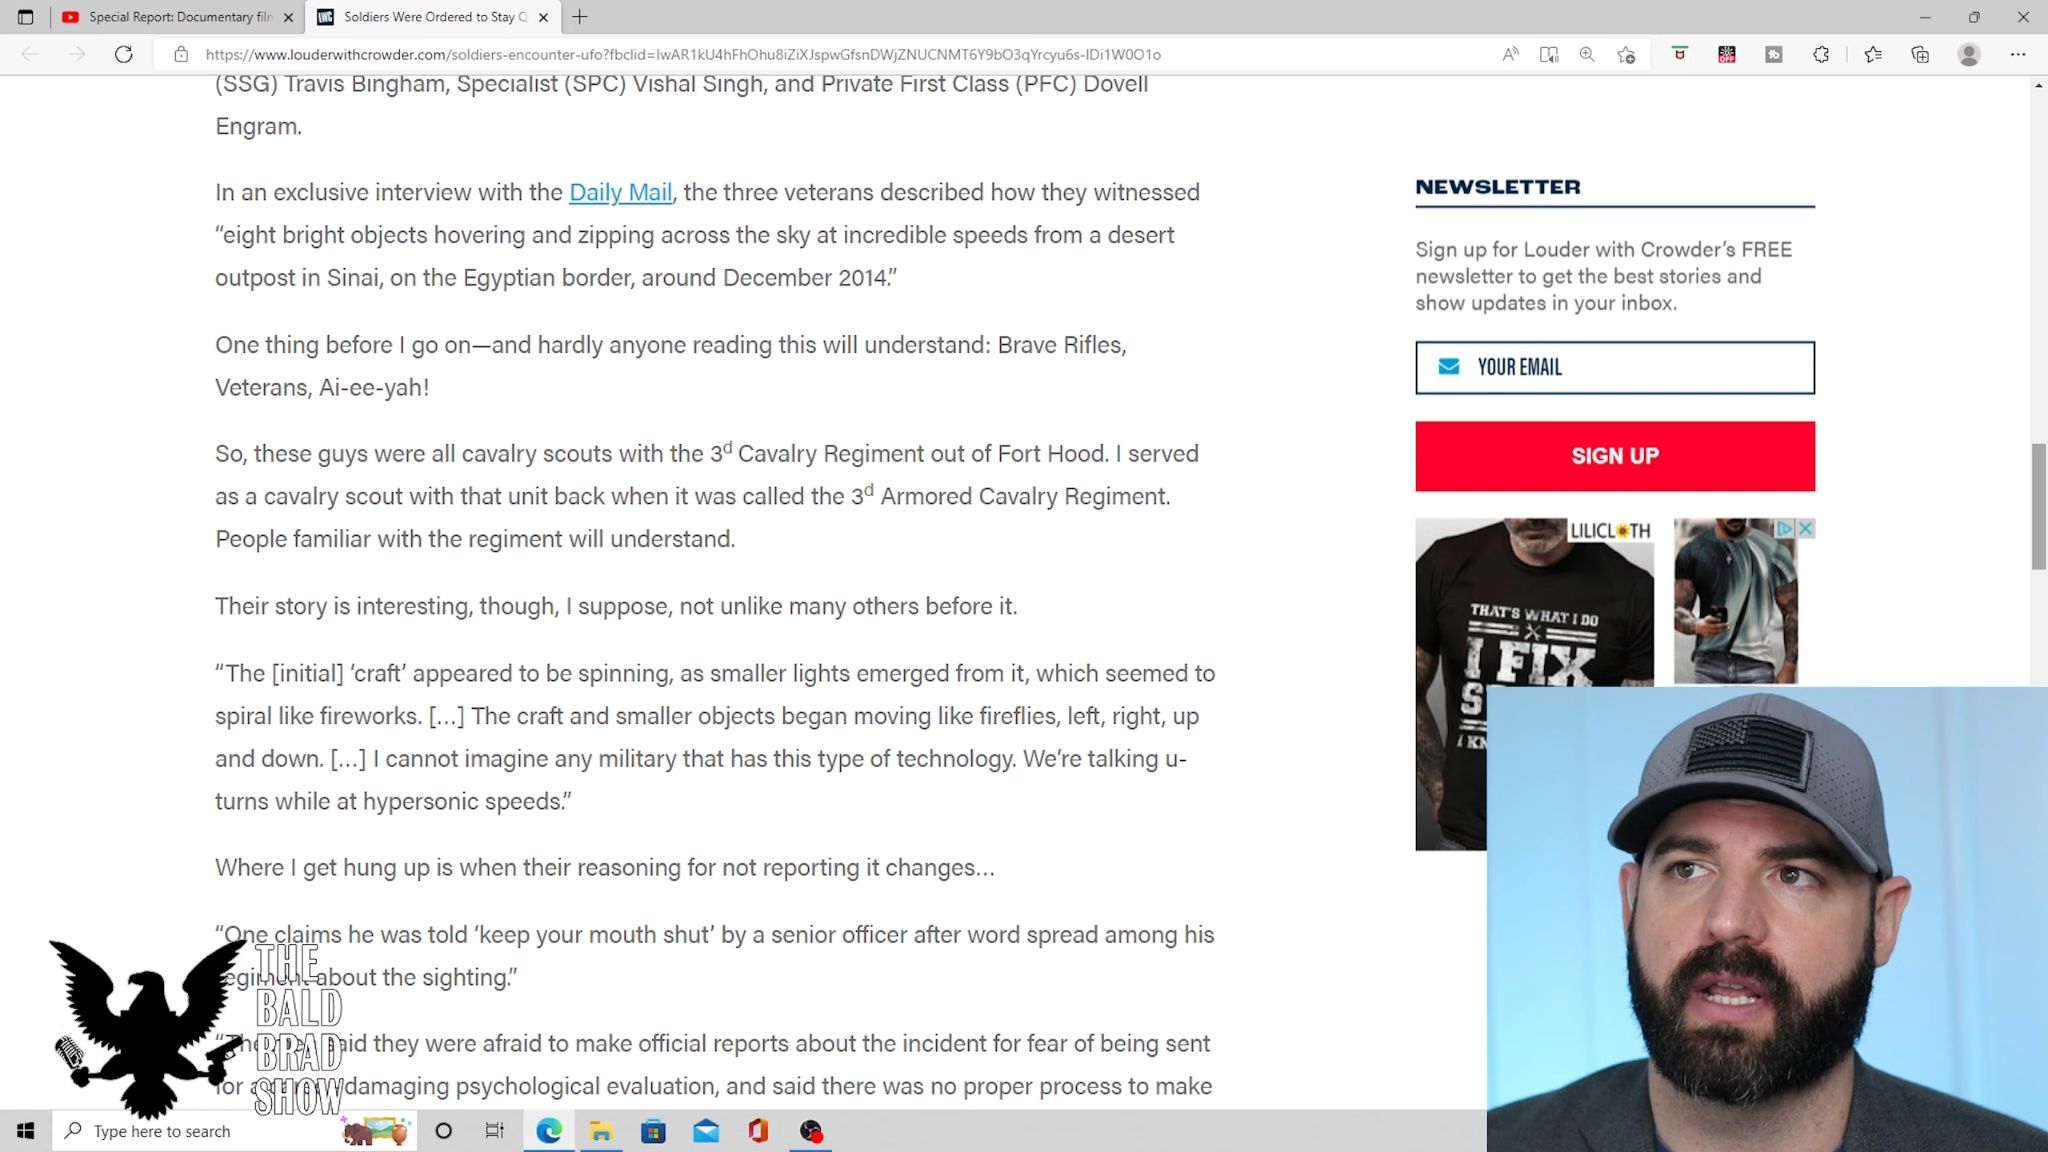 Special Report: Documentary film
Soldiers Were Ordered to Stay Q
https://www.louderwithcrowder.com/soldiers-encounter-ufo?fbclid=IwAR1kU4hFhOhu8iZiXJspwGfsnDWjZNUCNMT6Y9bO3qYrcyu6s-lDi1W0O1o
(SSG) Travis Bingham, Specialist (SPC) Vishal Singh, and Private First Class (PFC) Dovell
Engram.
In an exclusive interview with the Daily Mail, the three veterans described how they witnessed
“eight bright objects hovering and zipping across the sky at incredible speeds from a desert
outpost in Sinai, on the Egyptian border, around December 2014.”
One thing before I go on—and hardly anyone reading this will understand: Brave Rifles,
Veterans, Ai-ee-yah!
So, these guys were all cavalry scouts with the 3d Cavalry Regiment out of Fort Hood. I served
as a cavalry scout with that unit back when it was called the 3d Armored Cavalry Regiment.
People familiar with the regiment will understand.
Their story is interesting, though, I suppose, not unlike many others before it.
“The [initial] ‘craft’ appeared to be spinning, as smaller lights emerged from it, which seemed to
spiral like fireworks. […] The craft and smaller objects began moving like fireflies, left, right, up
and down. […] I cannot imagine any military that has this type of technology. We’re talking u-
turns while at hypersonic speeds.”
Where I get hung up is when their reasoning for not reporting it changes…
“One claims he was told ‘keep your mouth shut’ by a senior officer after word spread among his
regiment about the sighting.”
said they were afraid to make official reports about the incident for fear of being sent
for a damaging psychological evaluation, and said there was no proper process to make
NEWSLETTER
Sign up for Louder with Crowder’s FREE
newsletter to get the best stories and
show updates in your inbox.
YOUR EMAIL
SIGN UP
LILICLOTH
THAT'S WHAT I DO
I FIX
THE
BALD
BRAD
SHOW
Type here to search